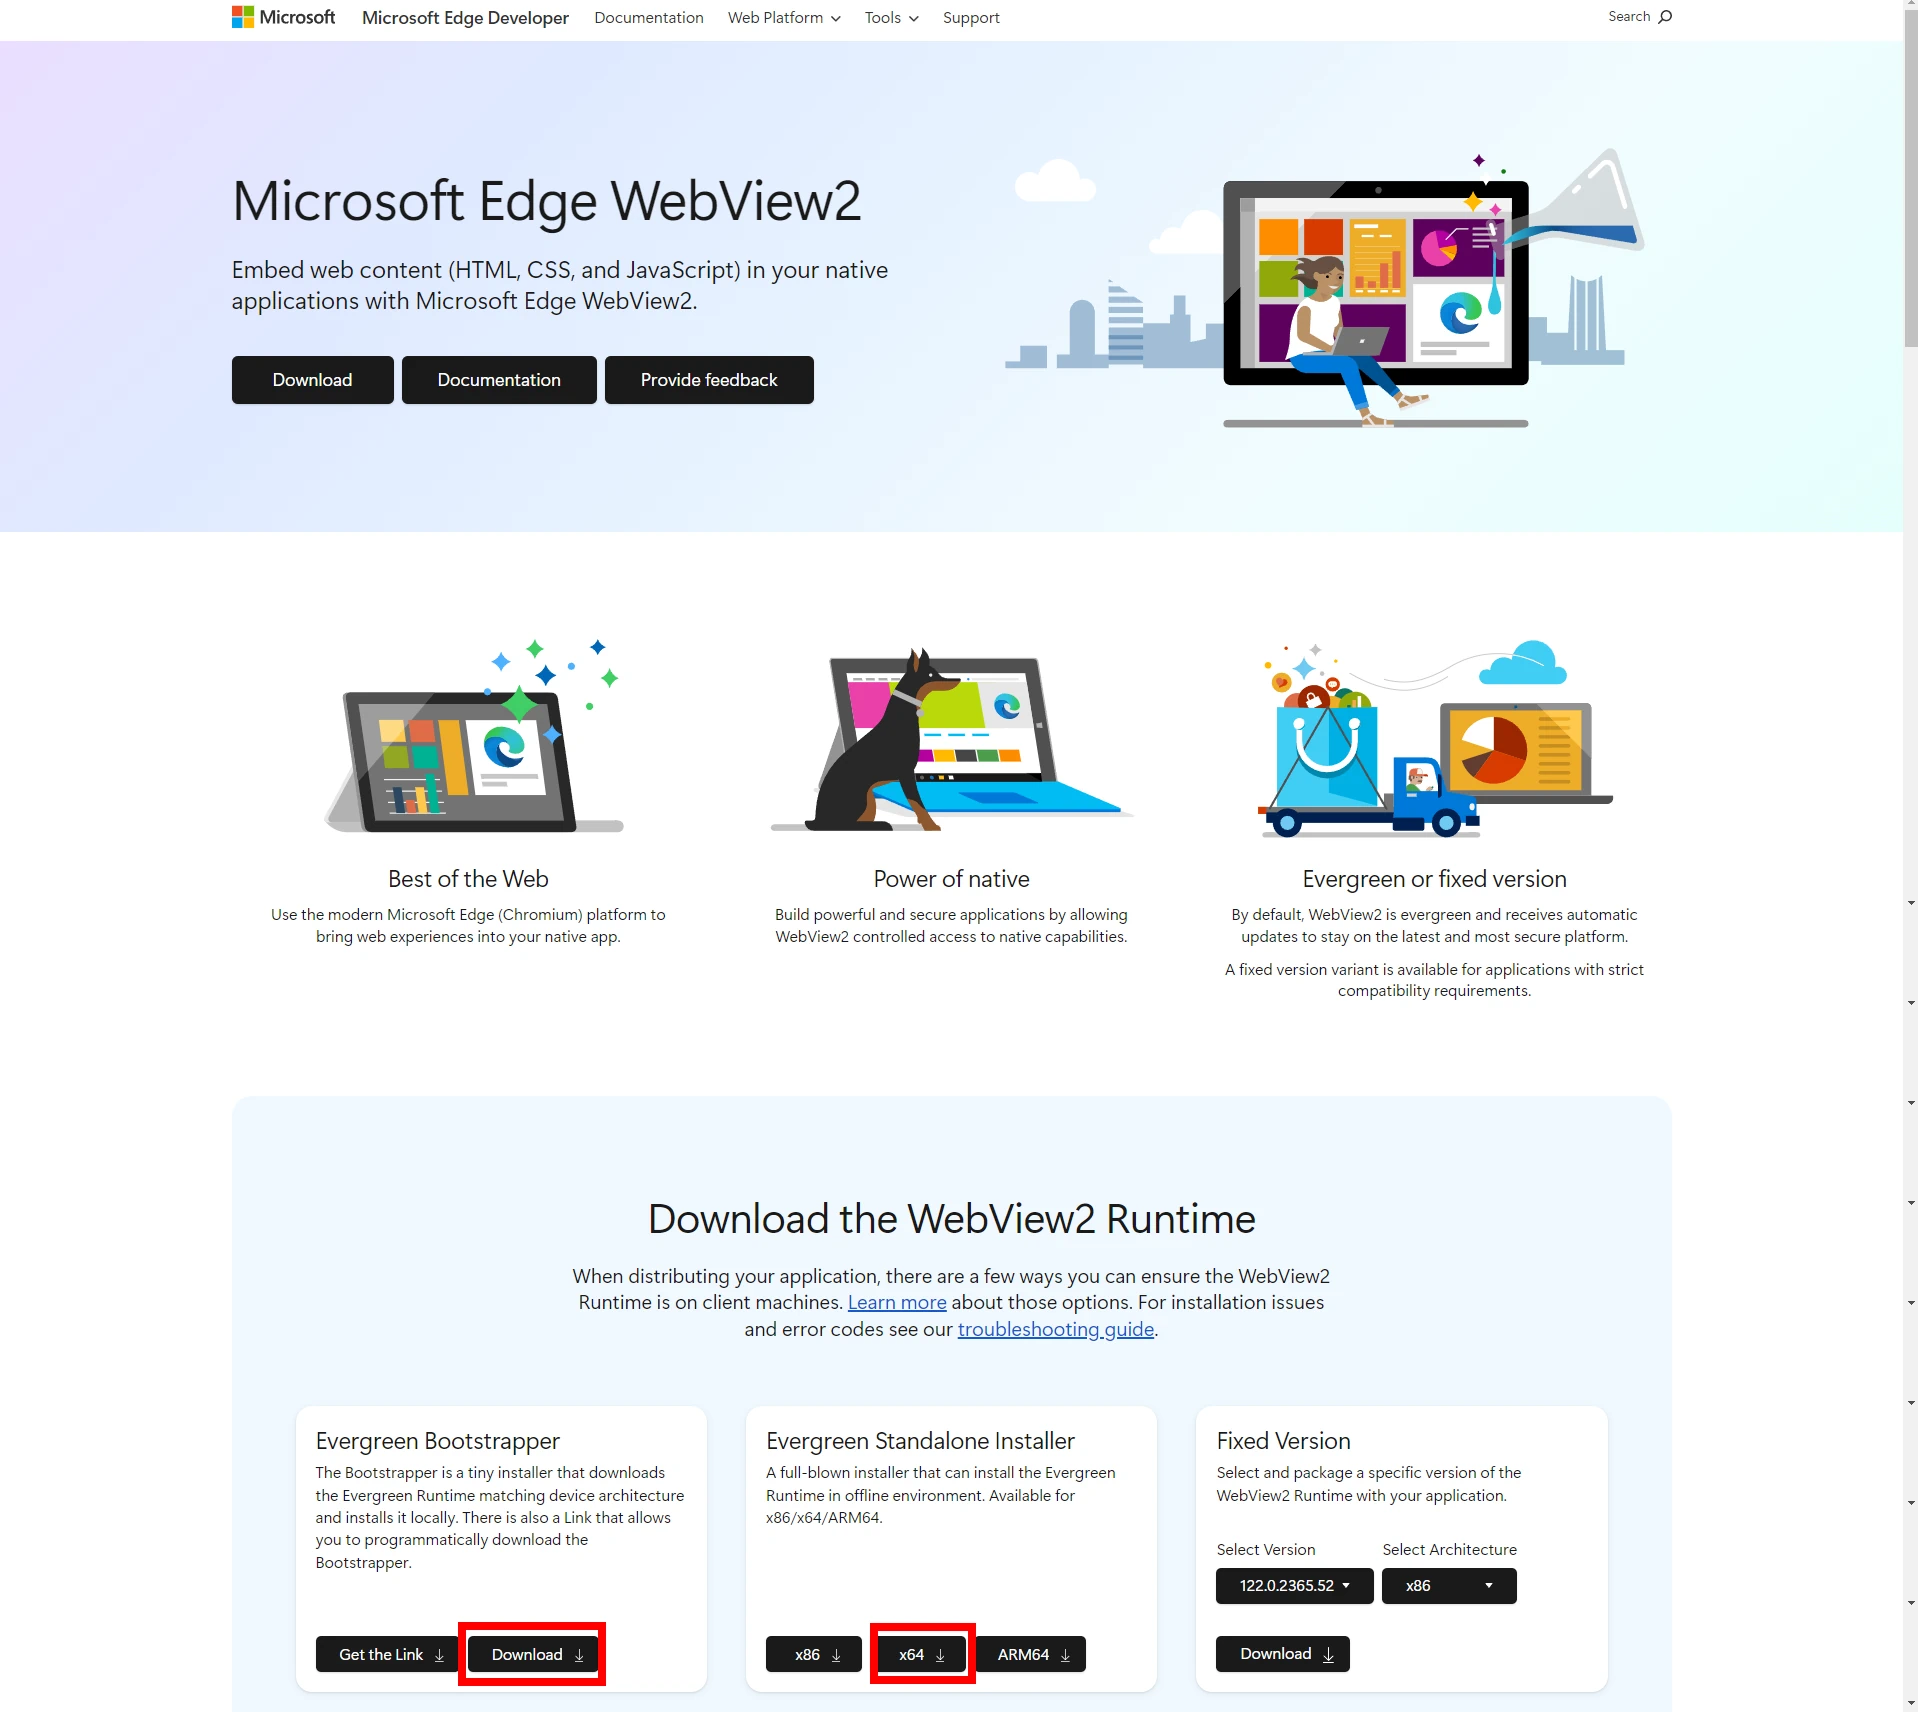 Microsoft
Microsoft Edge Developer
Documentation
Web Platform
Tools
Support
Search
Microsoft Edge WebView2
Embed web content (HTML, CSS, and JavaScript) in your native
applications with Microsoft Edge WebView2.
Download
Documentation
Provide feedback
Best of the Web
Use the modern Microsoft Edge (Chromium) platform to
bring web experiences into your native app.
Power of native
Build powerful and secure applications by allowing
WebView2 controlled access to native capabilities.
Evergreen or fixed version
By default, WebView2 is evergreen and receives automatic
updates to stay on the latest and most secure platform.
A fixed version variant is available for applications with strict
compatibility requirements.
Download the WebView2 Runtime
When distributing your application, there are a few ways you can ensure the WebView2
Runtime is on client machines. Learn more about those options. For installation issues
and error codes see our troubleshooting guide.
Evergreen Bootstrapper
The Bootstrapper is a tiny installer that downloads
the Evergreen Runtime matching device architecture
and installs it locally. There is also a Link that allows
you to programmatically download the
Bootstrapper.
Get the Link
Download
Evergreen Standalone Installer
A full-blown installer that can install the Evergreen
Runtime in offline environment. Available for
x86/x64/ARM64.
x86
x64
ARM64
Fixed Version
Select and package a specific version of the
WebView2 Runtime with your application.
Select Version
Select Architecture
122.0.2365.52
x86
Download